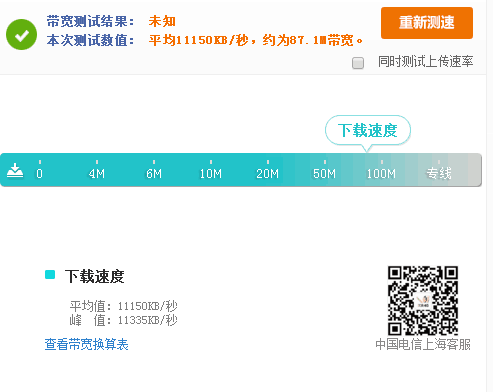 带宽测试结果： 未知
本次测试数值： 平均11150KB/秒，约为87.1M带宽。
重新测速
同时测试上传速率
下载速度
0 4M 6M 10M 20M 50M 100M 专线
下载速度
平均值：11150KB/秒
峰 值：11335KB/秒
查看带宽换算表
中国电信上海客服